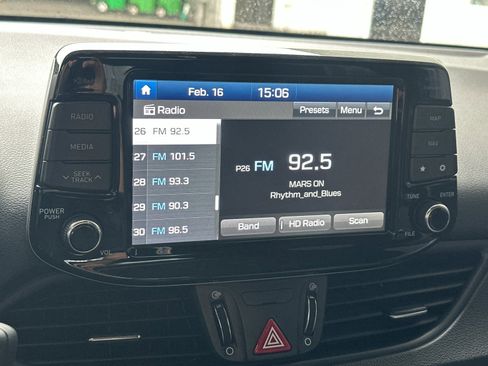 Feb. 16 15:06
Radio Presets Menu
26 FM 92.5
27 FM 101.5
28 FM 93.3
29 FM 90.3
30 FM 96.5
P26 FM 92.5
MARS ON
Rhythm_and_Blues
Band HD Radio Scan
RADIO
MEDIA
SEEK
TRACK
POWER
PUSH
VOL
MAP
NAV
TUNE ENTER
FILE